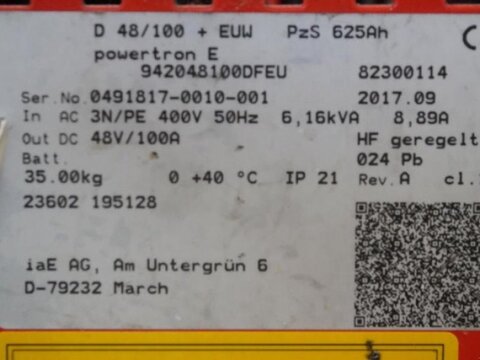 D 48/100 + EUW PzS 625Ah
powertron E
942048100DFEU 82300114
Ser.No.0491817-0010-001 2017.09
In AC 3N/PE 400V 50Hz 6,16kVA 8,89A
Out DC 48V/100A HF geregelt
Batt. 024 Pb
35.00kg 0 +40 °C IP 21 Rev.A cl.
23602 195128
iaE AG, Am Untergrün 6
D-79232 March